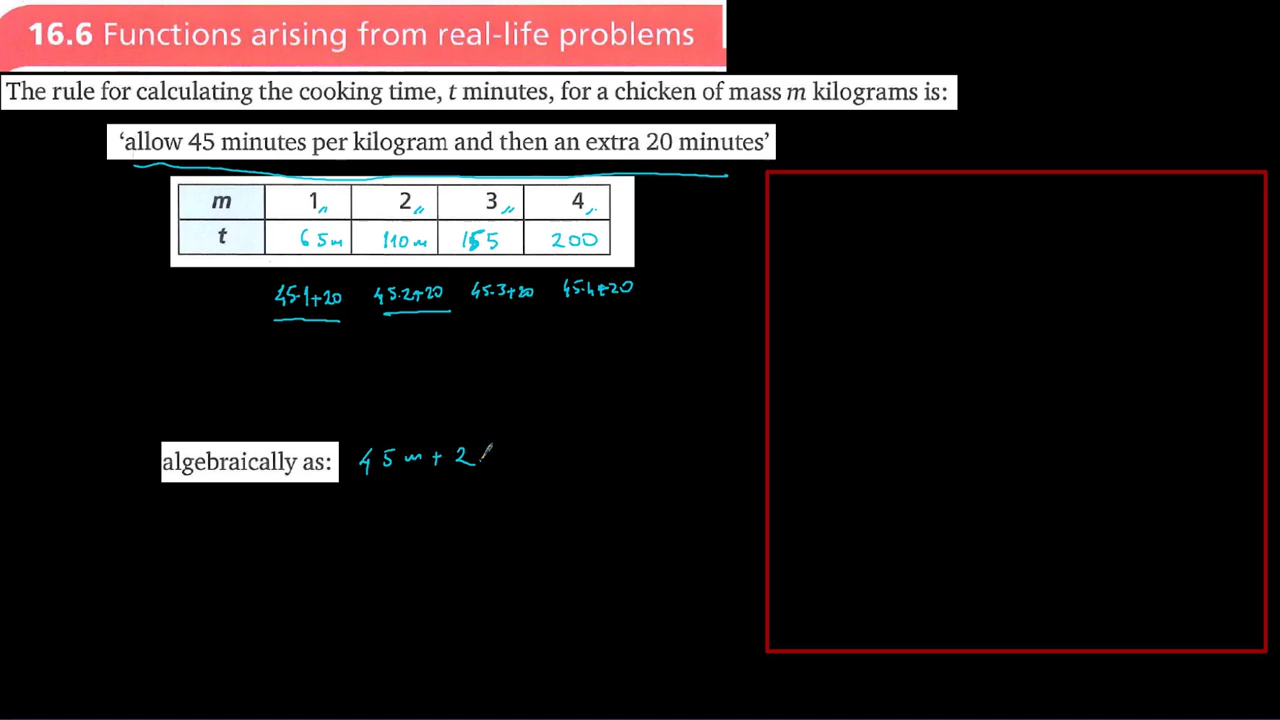 16.6 Functions arising from real-life problems
The rule for calculating the cooking time, t minutes, for a chicken of mass m kilograms is:
‘allow 45 minutes per kilogram and then an extra 20 minutes’
m 1 2 3 4
t 65m 110m 155 200
45·1+20 45·2+20 45·3+20 45·4+20
algebraically as: 45m+2